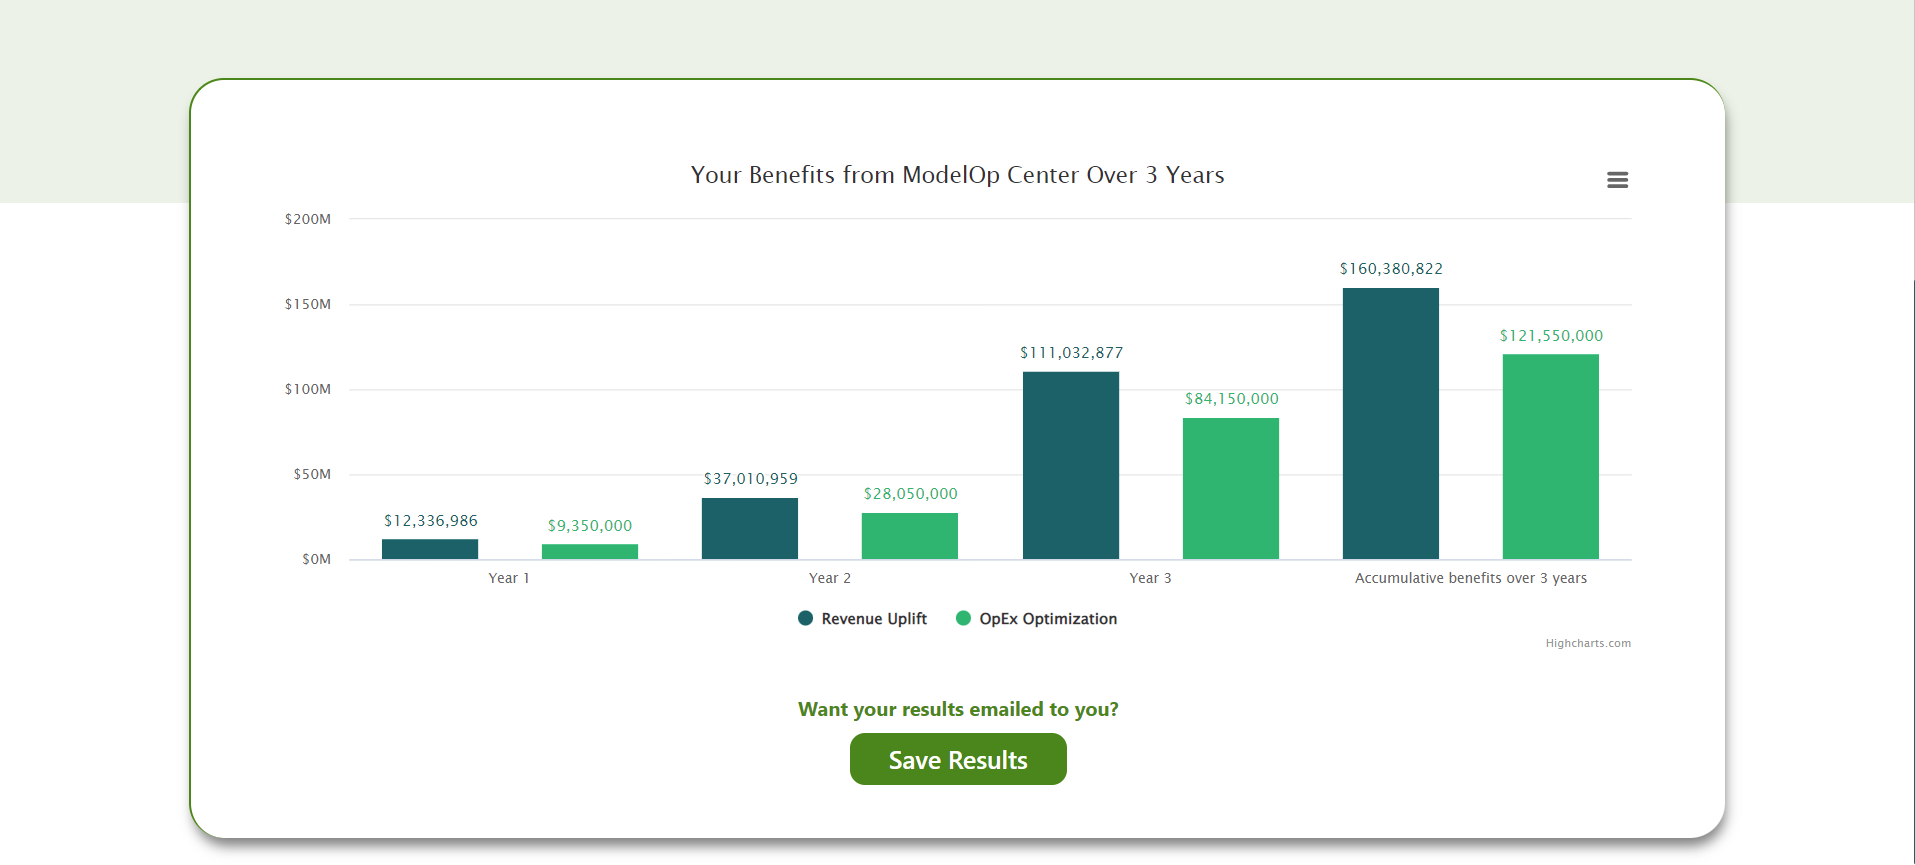 Your Benefits from ModelOp Center Over 3 Years
$200M
$150M
$100M
$50M
$0M
$12,336,986
$9,350,000
$37,010,959
$28,050,000
$111,032,877
$84,150,000
$160,380,822
$121,550,000
Year 1
Year 2
Year 3
Accumulative benefits over 3 years
Revenue Uplift
OpEx Optimization
Highcharts.com
Want your results emailed to you?
Save Results